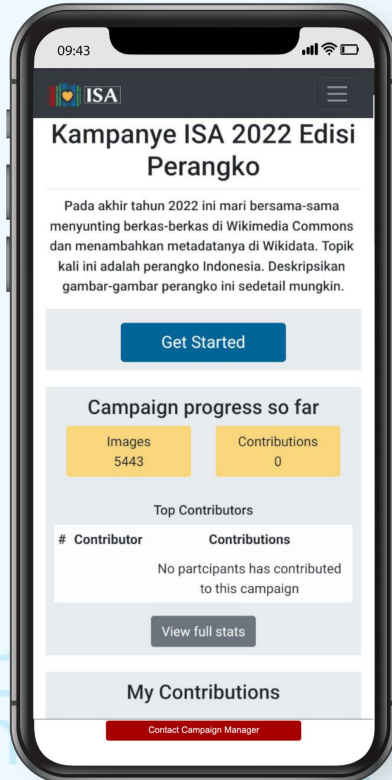 09:43
ISA
Kampanye ISA 2022 Edisi
Perangko
Pada akhir tahun 2022 ini mari bersama-sama
menyunting berkas-berkas di Wikimedia Commons
dan menambahkan metadatanya di Wikidata. Topik
kali ini adalah perangko Indonesia. Deskripsikan
gambar-gambar perangko ini sedetail mungkin.
Get Started
Campaign progress so far
Images
5443
Contributions
0
Top Contributors
# Contributor Contributions
No partcipants has contributed
to this campaign
View full stats
My Contributions
Contact Campaign Manager